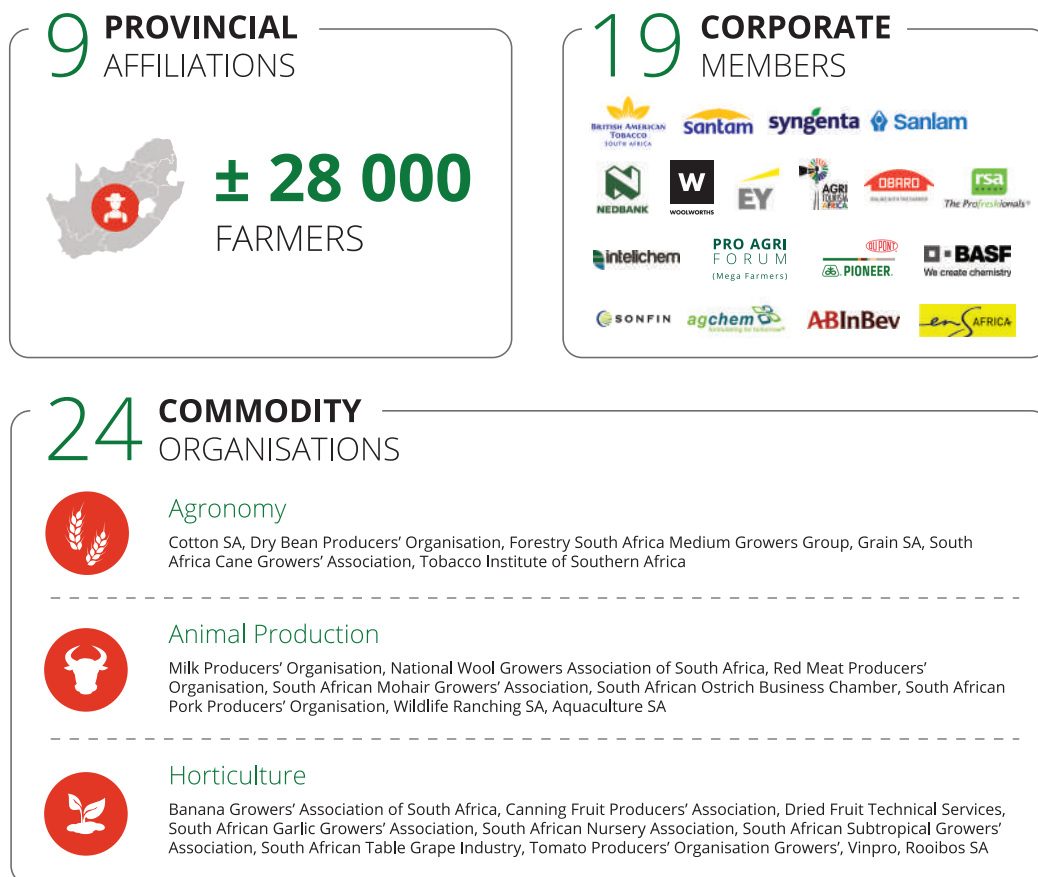 9 PROVINCIAL
AFFILIATIONS
± 28 000
FARMERS
19 CORPORATE
MEMBERS
BRITISH AMERICAN
TOBACCO
SOUTH AFRICA
santam
syngenta
Sanlam
NEDBANK
W
WOOLWORTHS
EY
AGRI
TOURISM
AFRICA
OBARO
rsa
GROUP
The Profreshionals®
intelichem
PRO AGRI
FORUM
(Mega Farmers)
DUPONT
PIONEER.
BASF
We create chemistry
SONFIN
agchem
formulating for tomorrow®
ABInBev
ens AFRICA
24 COMMODITY
ORGANISATIONS
Agronomy
Cotton SA, Dry Bean Producers’ Organisation, Forestry South Africa Medium Growers Group, Grain SA, South
Africa Cane Growers’ Association, Tobacco Institute of Southern Africa
Animal Production
Milk Producers’ Organisation, National Wool Growers Association of South Africa, Red Meat Producers’
Organisation, South African Mohair Growers’ Association, South African Ostrich Business Chamber, South African
Pork Producers’ Organisation, Wildlife Ranching SA, Aquaculture SA
Horticulture
Banana Growers’ Association of South Africa, Canning Fruit Producers’ Association, Dried Fruit Technical Services,
South African Garlic Growers’ Association, South African Nursery Association, South African Subtropical Growers’
Association, South African Table Grape Industry, Tomato Producers’ Organisation Growers’, Vinpro, Rooibos SA